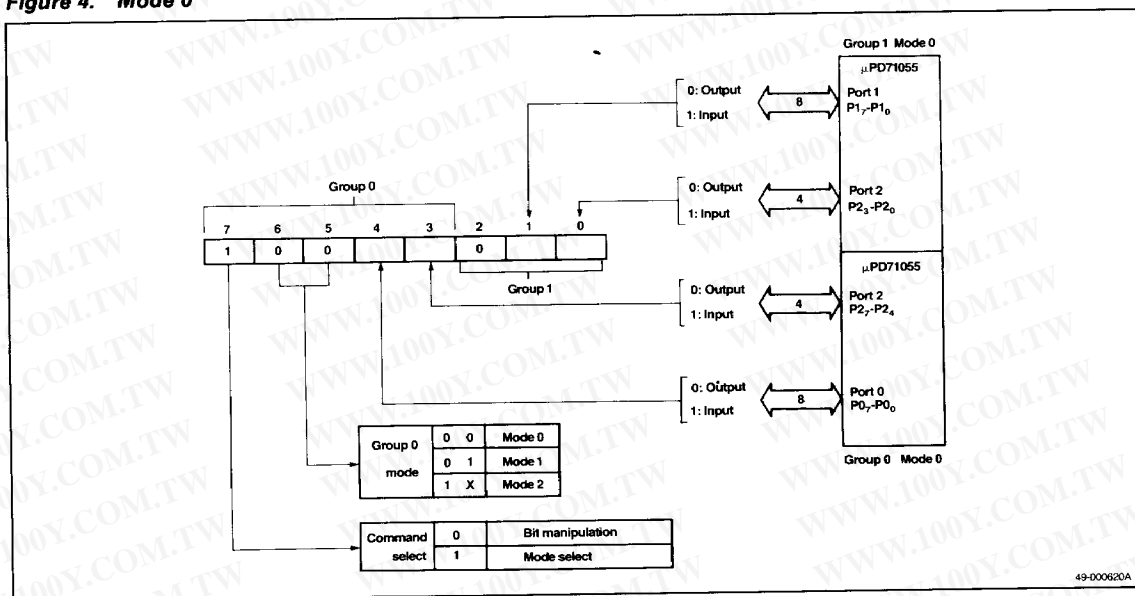 Figure 4. Mode 0
Group 1 Mode 0
μPD71055
0: Output
1: Input
8
Port 1
P1₇-P1₀
Group 0
0: Output
1: Input
4
Port 2
P2₃-P2₀
7 6 5 4 3 2 1 0
1 0 0 0
Group 1
μPD71055
0: Output
1: Input
4
Port 2
P2₇-P2₄
0: Output
1: Input
8
Port 0
P0₇-P0₀
Group 0 Mode 0
Group 0 mode
0 0 Mode 0
0 1 Mode 1
1 X Mode 2
Command select
0 Bit manipulation
1 Mode select
49-000620A
WWW.100Y.COM.TW